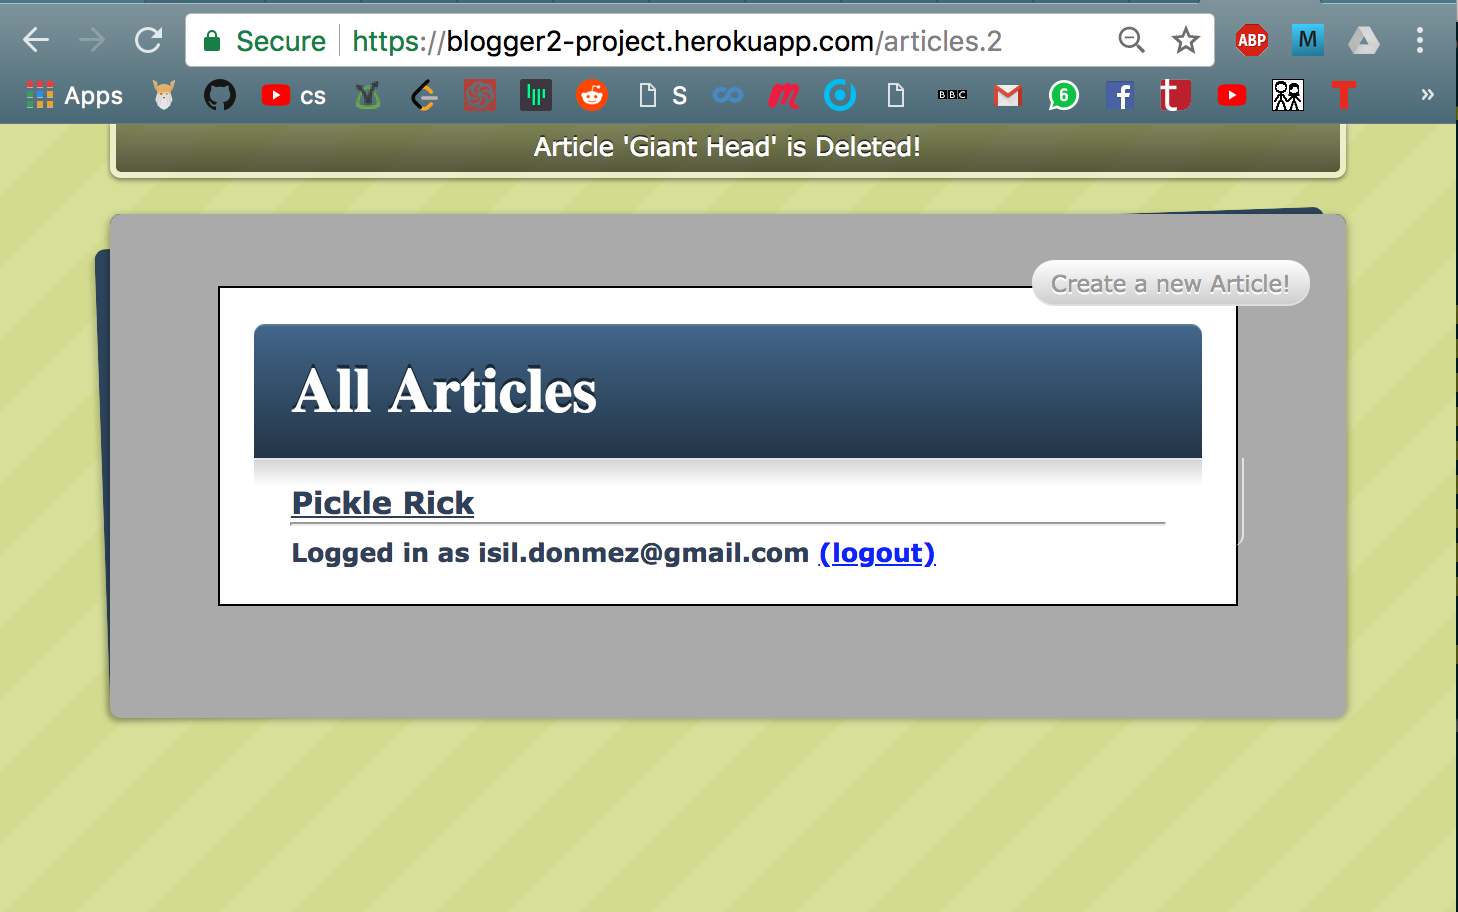 Secure https://blogger2-project.herokuapp.com/articles.2
ABP M
Apps cs S BBC 6 f t T »
Article 'Giant Head' is Deleted!
Create a new Article!
All Articles
Pickle Rick
Logged in as isil.donmez@gmail.com (logout)